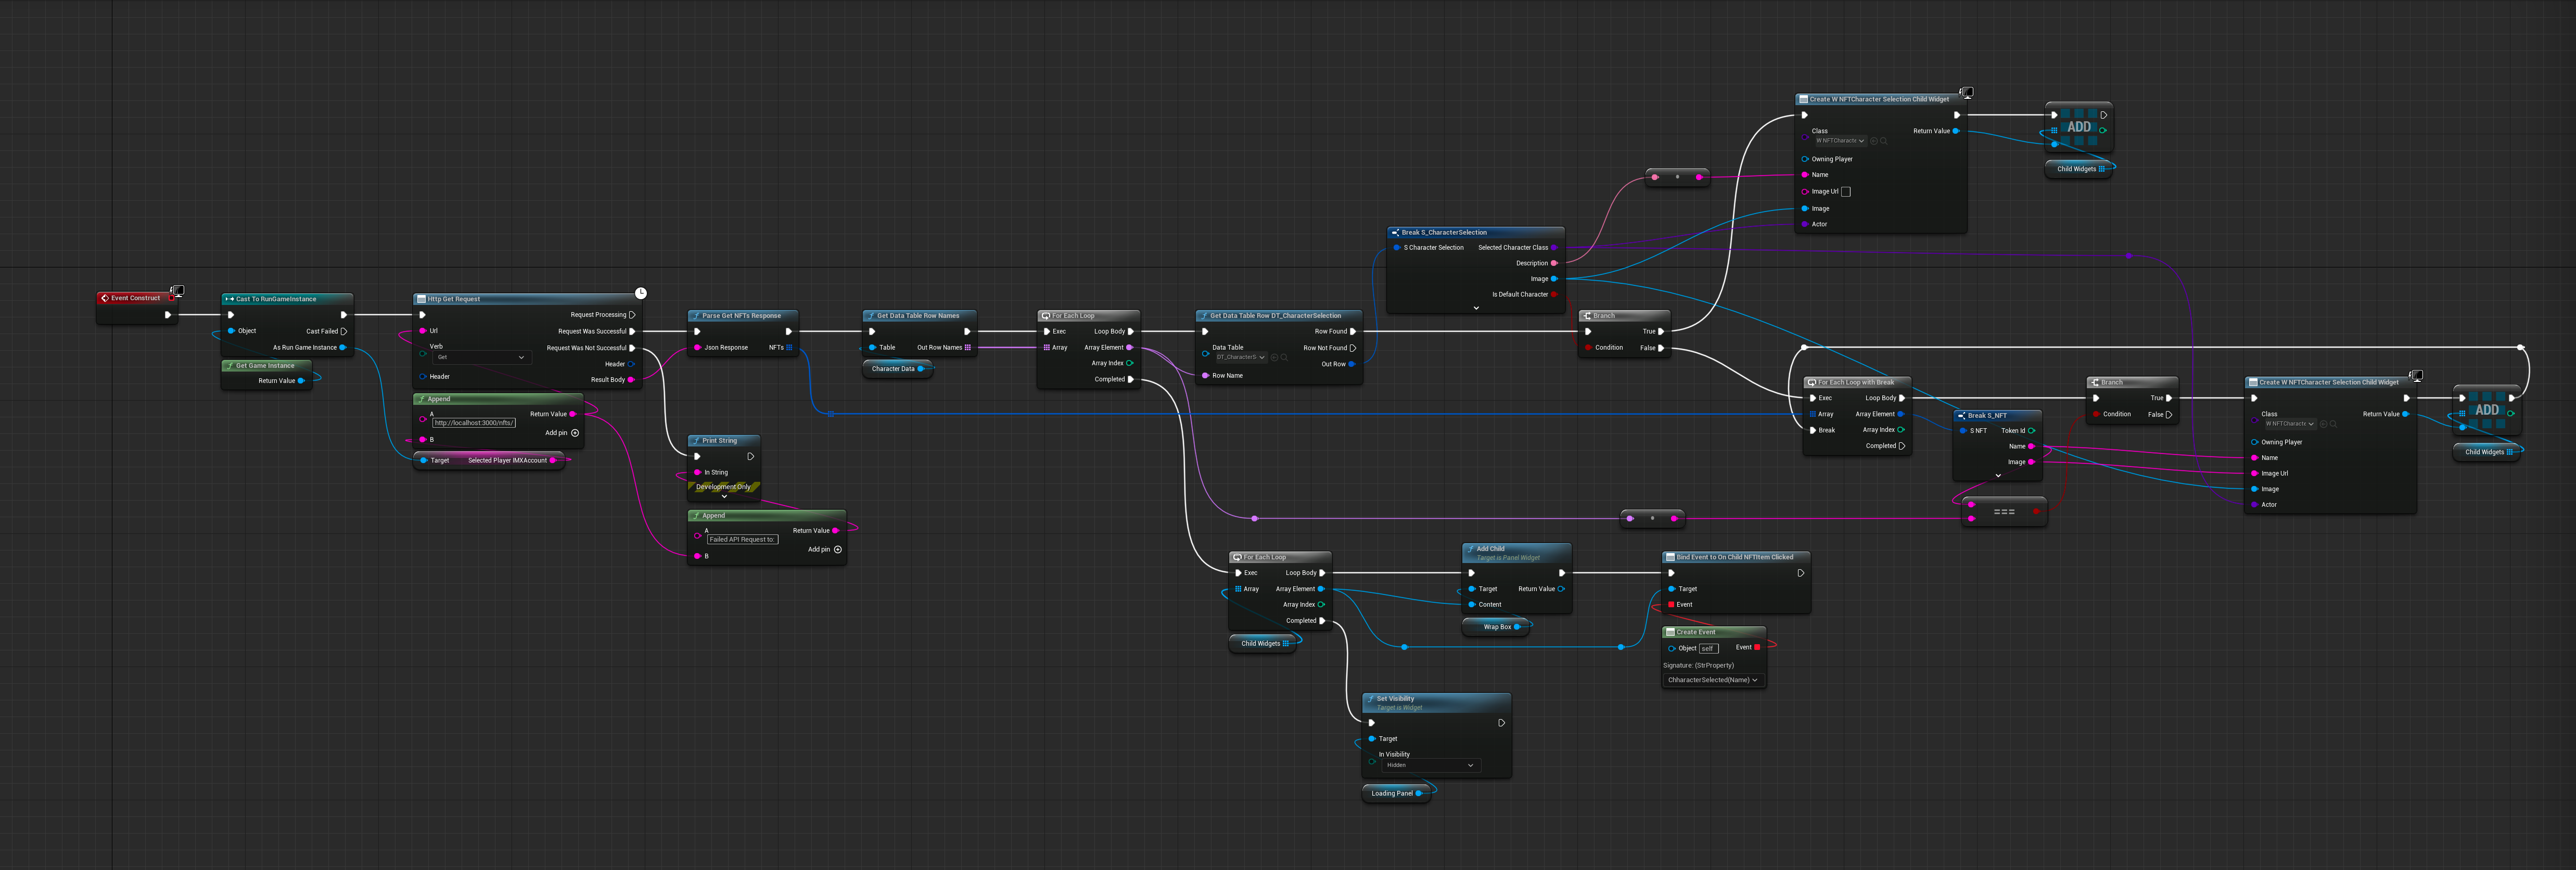 Event Construct
Cast To RunGameInstance
Object
Cast Failed
As Run Game Instance
Get Game Instance
Return Value
Http Get Request
Request Processing
Url
Request Was Successful
Verb
Get
Request Was Not Successful
Header
Header
Result Body
Append
A
http://localhost:3000/nfts/
Return Value
Add pin
B
Target
Selected Player IMXAccount
Parse Get NFTs Response
Json Response
NFTs
Print String
In String
Development Only
Append
A
Failed API Request to:
Return Value
Add pin
B
Get Data Table Row Names
Table
Out Row Names
Character Data
For Each Loop
Exec
Loop Body
Array
Array Element
Array Index
Completed
Get Data Table Row DT_CharacterSelection
Row Found
Data Table
DT_CharacterS
Row Not Found
Out Row
Row Name
Break S_CharacterSelection
S Character Selection
Selected Character Class
Description
Image
Is Default Character
Branch
True
Condition
False
Create W NFTCharacter Selection Child Widget
Class
W NFTCharacte
Return Value
Owning Player
Name
Image Url
Image
Actor
ADD
Child Widgets
For Each Loop with Break
Exec
Loop Body
Array
Array Element
Array Index
Break
Completed
Break S_NFT
S NFT
Token Id
Name
Image
===
Branch
True
Condition
False
Create W NFTCharacter Selection Child Widget
Class
W NFTCharacte
Return Value
Owning Player
Name
Image Url
Image
Actor
ADD
Child Widgets
For Each Loop
Exec
Loop Body
Array
Array Element
Array Index
Completed
Child Widgets
Add Child
Target is Panel Widget
Target
Return Value
Content
Wrap Box
Bind Event to On Child NFTItem Clicked
Target
Event
Create Event
Object
self
Event
Signature: (StrProperty)
ChharacterSelected(Name)
Set Visibility
Target is Widget
Target
In Visibility
Hidden
Loading Panel